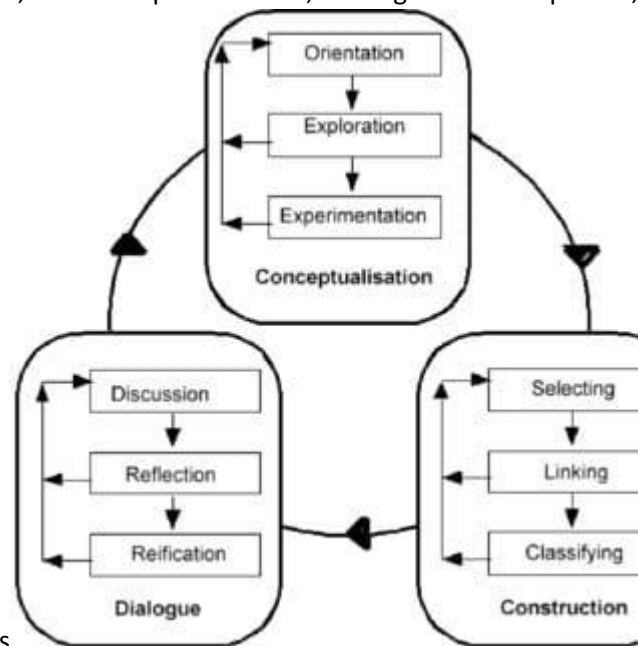 Orientation
Exploration
Experimentation
Conceptualisation
Discussion
Reflection
Reification
Dialogue
Selecting
Linking
Classifying
Construction
s